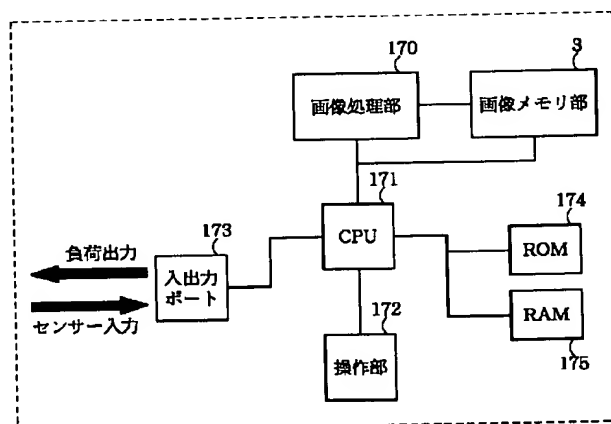 170
3
画像処理部
画像メモリ部
171
174
173
CPU
ROM
負荷出力
入出力
ポート
センサー入力
172
RAM
175
操作部